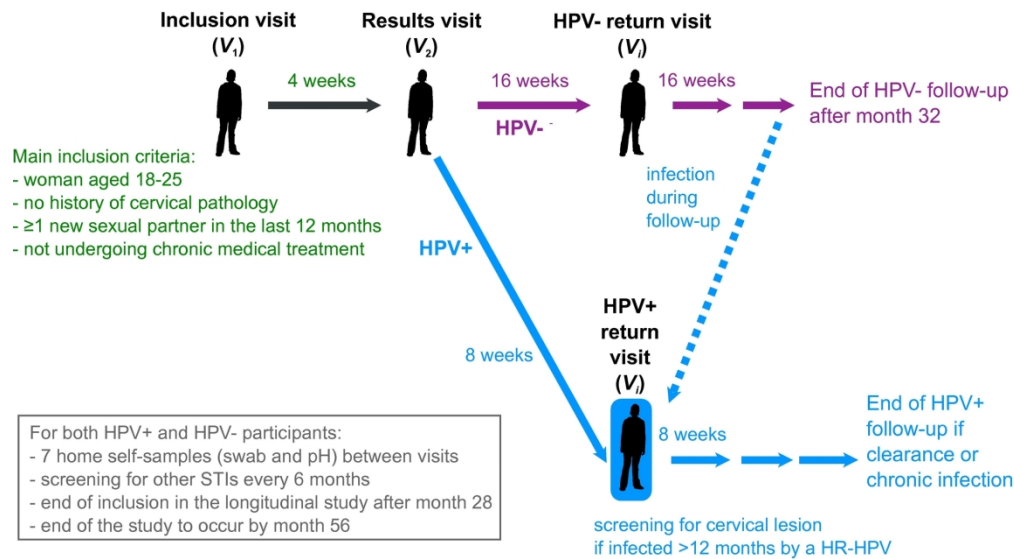 Inclusion visit
(V1)
Results visit
(V2)
HPV- return visit
(Vi)
4 weeks
16 weeks
HPV-
16 weeks
End of HPV- follow-up
after month 32
Main inclusion criteria:
- woman aged 18-25
- no history of cervical pathology
- ≥1 new sexual partner in the last 12 months
- not undergoing chronic medical treatment
infection
during
follow-up
HPV+
8 weeks
HPV+
return
visit
(Vi)
8 weeks
End of HPV+
follow-up if
clearance or
chronic infection
For both HPV+ and HPV- participants:
- 7 home self-samples (swab and pH) between visits
- screening for other STIs every 6 months
- end of inclusion in the longitudinal study after month 28
- end of the study to occur by month 56
screening for cervical lesion
if infected >12 months by a HR-HPV